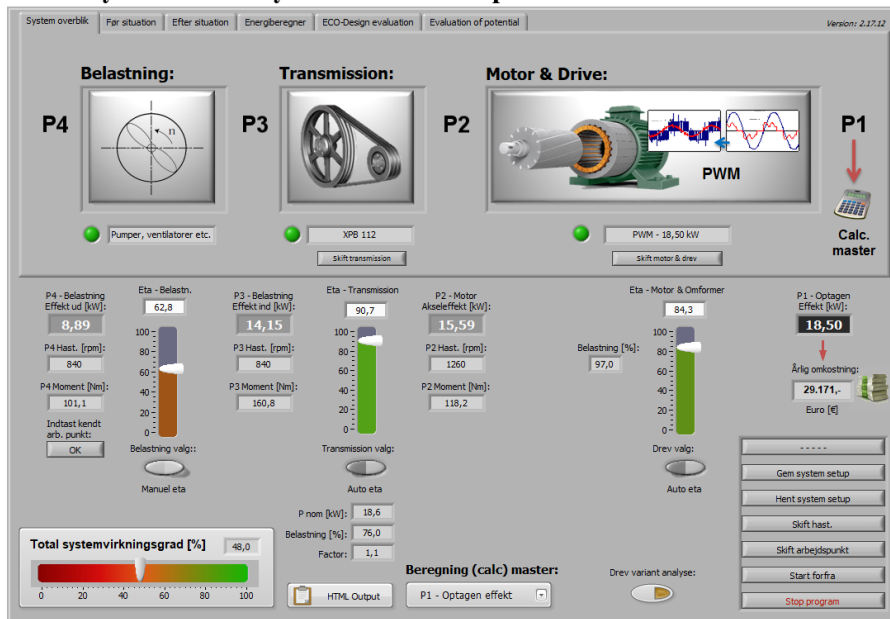 System overblik
Før situation
Efter situation
Energiberegner
ECO-Design evaluation
Evaluation of potential
Version: 2.17.12
Belastning:
Transmission:
Motor & Drive:
P4
P3
P2
P1
n
PWM
Calc.
master
Pumper, ventilatorer etc.
XPB 112
PWM - 18,50 kW
Skift transmission
Skift motor & drev
P4 - Belastning
Effekt ud [kW]:
8,89
P4 Hast. [rpm]:
840
P4 Moment [Nm]:
101,1
Indtast kendt
arb. punkt:
OK
Eta - Belastn.
62,8
100
80
60
40
20
0
Belastning valg::
Manuel eta
P3 - Belastning
Effekt ind [kW]:
14,15
P3 Hast. [rpm]:
840
P3 Moment [Nm]:
160,8
Eta - Transmission
90,7
100
80
60
40
20
0
Transmission valg:
Auto eta
P nom [kW]: 18,6
Belastning [%]: 76,0
Factor: 1,1
P2 - Motor
Akseleffekt [kW]:
15,59
P2 Hast. [rpm]:
1260
P2 Moment [Nm]:
118,2
Eta - Motor & Omformer
84,3
Belastning [%]:
97,0
100
80
60
40
20
0
Drev valg:
Auto eta
P1 - Optagen
Effekt [kW]:
18,50
Årlig omkostning:
29.171,-
Euro [€]
- - - - -
Gem system setup
Hent system setup
Skift hast.
Skift arbejdspunkt
Start forfra
Stop program
Total systemvirkningsgrad [%] 48,0
0 20 40 60 80 100
HTML Output
Beregning (calc) master:
P1 - Optagen effekt
Drev variant analyse: